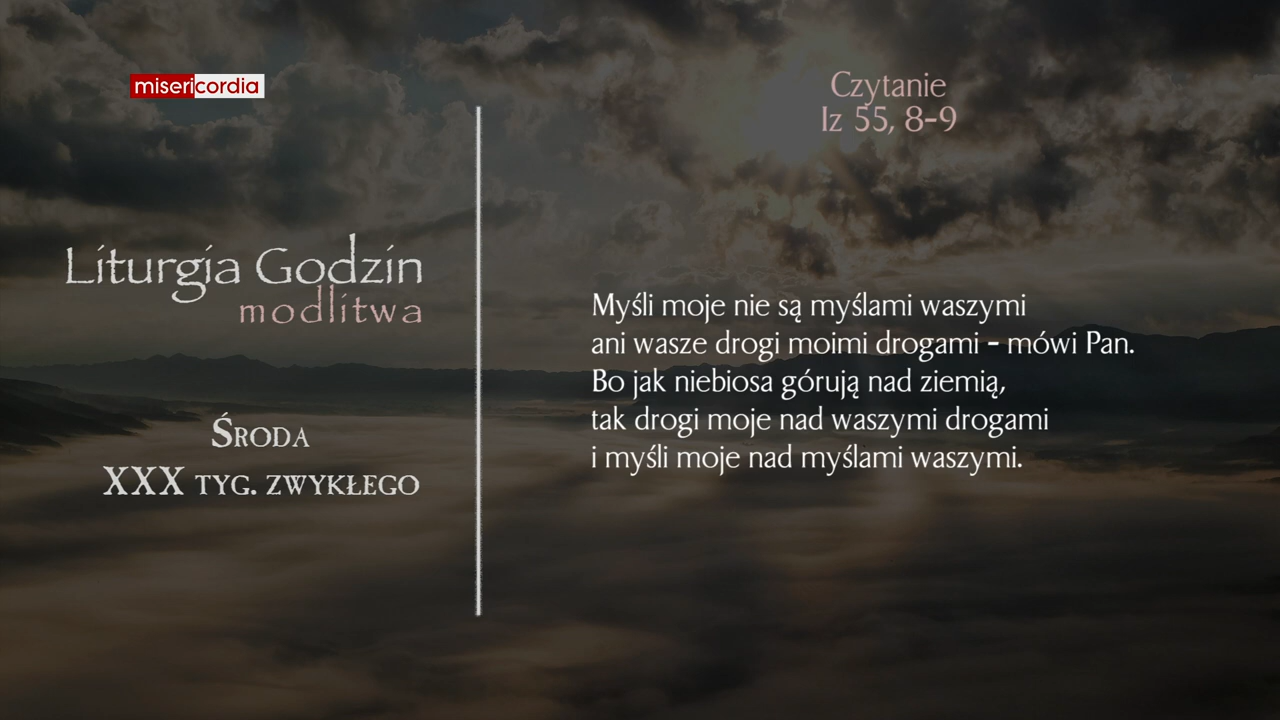 misericordia
Liturgia Godzin
modlitwa
Środa
XXX tyg. zwykłego
Czytanie
Iz 55, 8-9
Myśli moje nie są myślami waszymi
ani wasze drogi moimi drogami - mówi Pan.
Bo jak niebiosa górują nad ziemią,
tak drogi moje nad waszymi drogami
i myśli moje nad myślami waszymi.